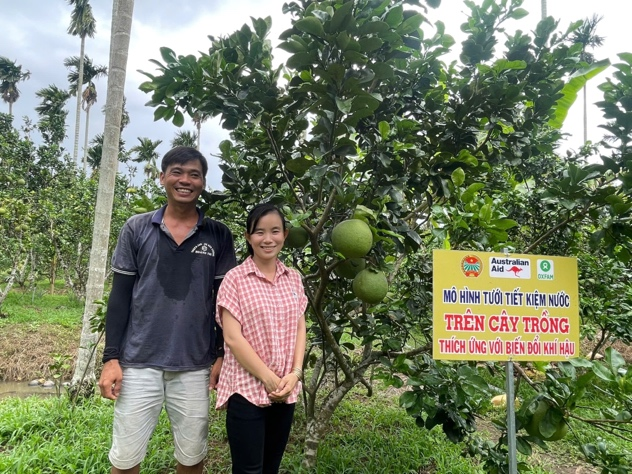 Australian
Aid
OXFAM
MÔ HÌNH TƯỚI TIẾT KIỆM NƯỚC
TRÊN CÂY TRỒNG
THÍCH ỨNG VỚI BIẾN ĐỔI KHÍ HẬU